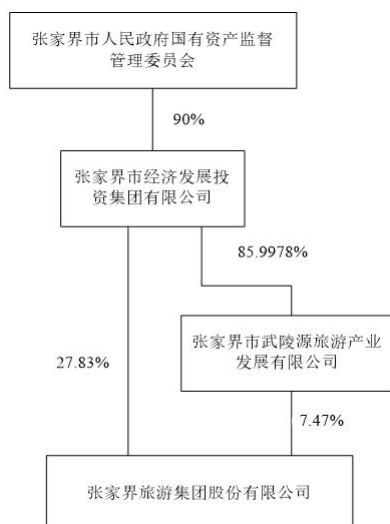 张家界市人民政府国有资产监督
管理委员会
90%
张家界市经济发展投
资集团有限公司
85.9978%
张家界市武陵源旅游产业
发展有限公司
27.83%
7.47%
张家界旅游集团股份有限公司